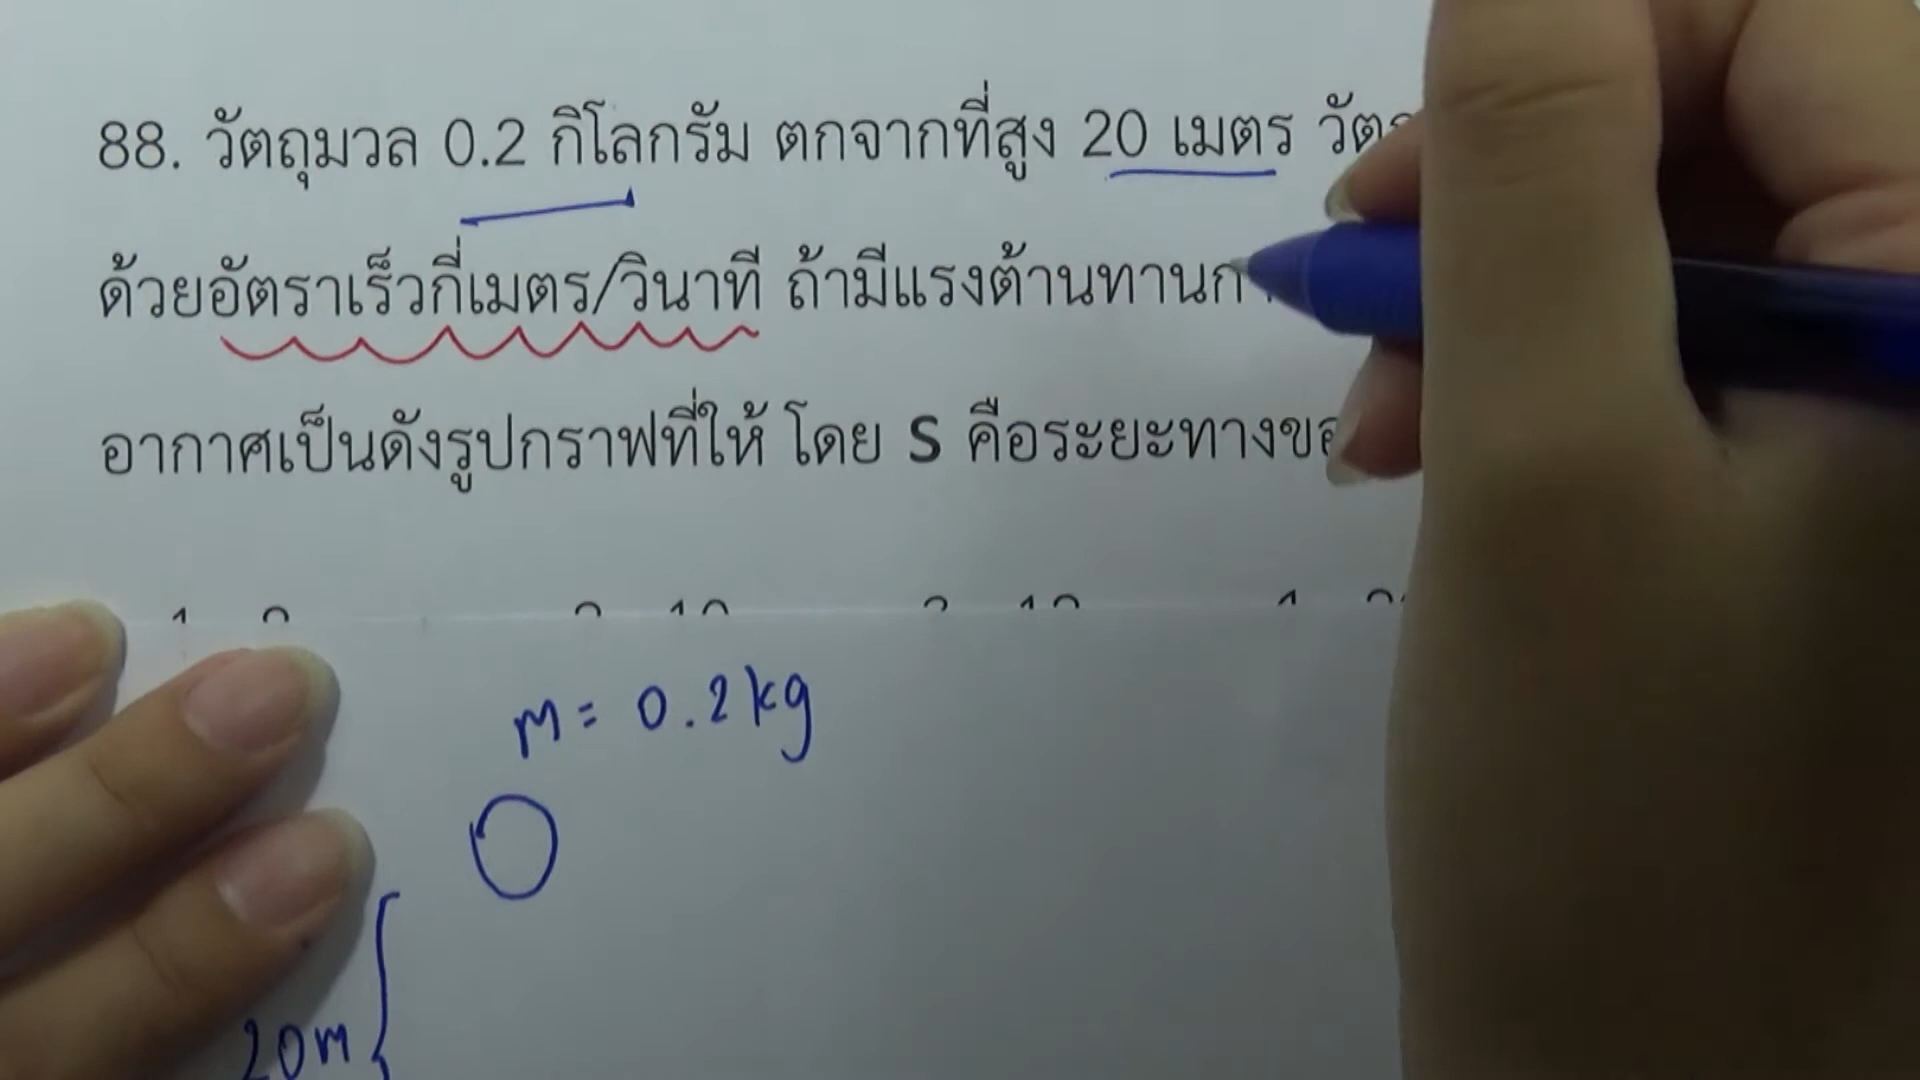 88. วัตถุมวล 0.2 กิโลกรัม ตกจากที่สูง 20 เมตร
ด้วยอัตราเร็วกี่เมตร/วินาที ถ้ามีแรงต้านทาน
อากาศเป็นดังรูปกราฟที่ให้ โดย S คือระยะทาง
m = 0.2 kg
20m